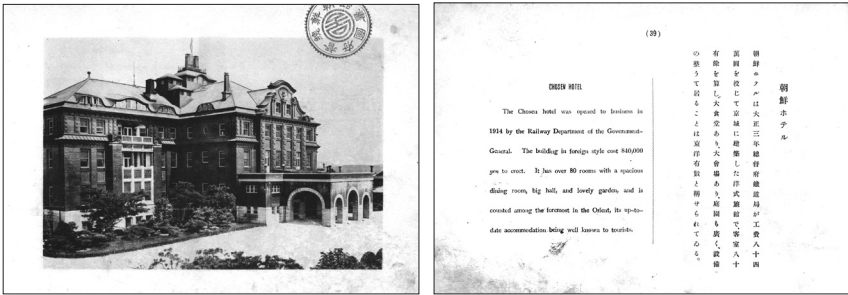 (39)
CHOSEN HOTEL
The Chosen hotel was opened to business in
1914 by the Railway Department of the Government-
General. The building in foreign style cost 840,000
yen to erect. It has over 80 rooms with a spacious
dining room, big hall, and lovely garden, and is
counted among the foremost in the Orient, its up-to-
date accommodation being well known to tourists.
朝鮮ホテル
朝鮮ホテルは大正三年總督府鐵道局が工費八十四
萬圓を投じて京城に建築した洋式旅館で、客室八十
有餘を算し、大食堂あり、大會場あり、庭園も廣く、設備
の整うて居ることは東洋有數と稱せられてゐる。